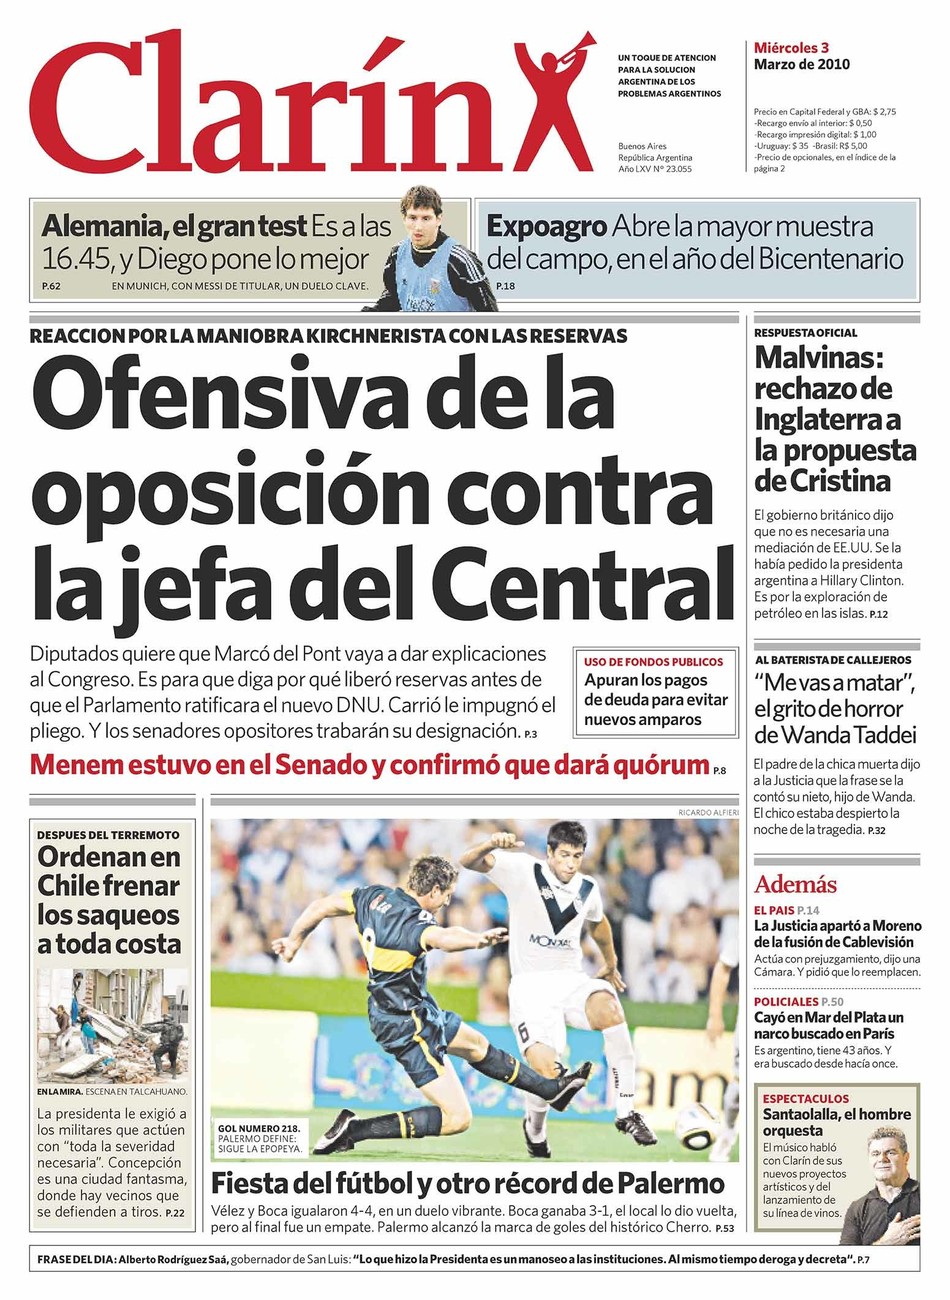 Clarín
UN TOQUE DE ATENCION
PARA LA SOLUCION
ARGENTINA DE LOS
PROBLEMAS ARGENTINOS
Buenos Aires
República Argentina
Año LXV Nº 23.055
Miércoles 3
Marzo de 2010
Precio en Capital Federal y GBA: $ 2,75
-Recargo envío al interior: $ 0,50
-Recargo impresión digital: $ 1,00
-Uruguay: $ 35 -Brasil: R$ 5,00
-Precio de opcionales, en el índice de la
página 2
Alemania, el gran test Es a las
16.45, y Diego pone lo mejor
P.62 EN MUNICH, CON MESSI DE TITULAR, UN DUELO CLAVE.
Expoagro Abre la mayor muestra
del campo, en el año del Bicentenario
P.18
REACCION POR LA MANIOBRA KIRCHNERISTA CON LAS RESERVAS
Ofensiva de la
oposición contra
la jefa del Central
Diputados quiere que Marcó del Pont vaya a dar explicaciones
al Congreso. Es para que diga por qué liberó reservas antes de
que el Parlamento ratificara el nuevo DNU. Carrió le impugnó el
pliego. Y los senadores opositores trabarán su designación. P.3
USO DE FONDOS PUBLICOS
Apuran los pagos
de deuda para evitar
nuevos amparos
Menem estuvo en el Senado y confirmó que dará quórum P.8
RESPUESTA OFICIAL
Malvinas:
rechazo de
Inglaterra a
la propuesta
de Cristina
El gobierno británico dijo
que no es necesaria una
mediación de EE.UU. Se la
había pedido la presidenta
argentina a Hillary Clinton.
Es por la exploración de
petróleo en las islas. P.12
AL BATERISTA DE CALLEJEROS
“Me vas a matar”,
el grito de horror
de Wanda Taddei
El padre de la chica muerta dijo
a la Justicia que la frase se la
contó su nieto, hijo de Wanda.
El chico estaba despierto la
noche de la tragedia. P.32
Además
EL PAIS P.14
La Justicia apartó a Moreno
de la fusión de Cablevisión
Actúa con prejuzgamiento, dijo una
Cámara. Y pidió que lo reemplacen.
POLICIALES P.50
Cayó en Mar del Plata un
narco buscado en París
Es argentino, tiene 43 años. Y
era buscado desde hacía once.
ESPECTACULOS
Santaolalla, el hombre
orquesta
El músico habló
con Clarín de sus
nuevos proyectos
artísticos y del
lanzamiento de
su línea de vinos.
DESPUES DEL TERREMOTO
Ordenan en
Chile frenar
los saqueos
a toda costa
EN LA MIRA. ESCENA EN TALCAHUANO.
La presidenta le exigió a
los militares que actúen
con “toda la severidad
necesaria”. Concepción
es una ciudad fantasma,
donde hay vecinos que
se defienden a tiros. P.22
RICARDO ALFIERI
MONDIAL
6
GOL NUMERO 218.
PALERMO DEFINE:
SIGUE LA EPOPEYA.
Fiesta del fútbol y otro récord de Palermo
Vélez y Boca igualaron 4-4, en un duelo vibrante. Boca ganaba 3-1, el local lo dio vuelta,
pero al final fue un empate. Palermo alcanzó la marca de goles del histórico Cherro. P.53
FRASE DEL DIA: Alberto Rodríguez Saá, gobernador de San Luis: “Lo que hizo la Presidenta es un manoseo a las instituciones. Al mismo tiempo deroga y decreta“. P.7